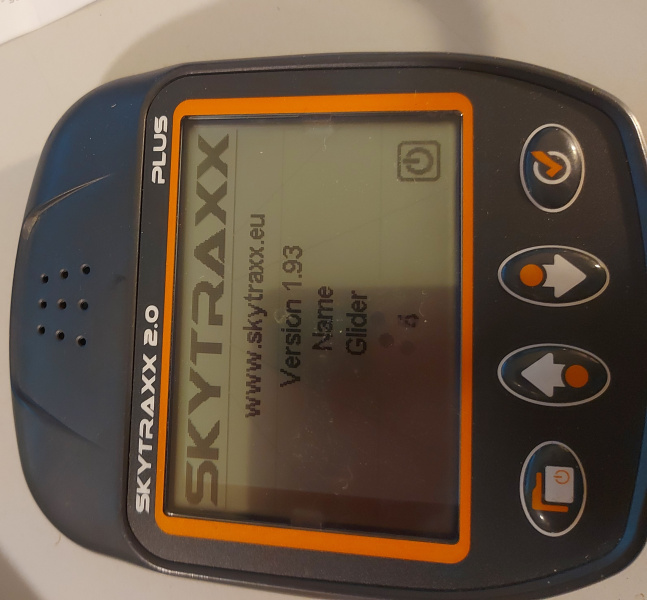 SKYTRAXX 2.0 PLUS
SKYTRAXX
www.skytraxx.eu
Version 1.93
Name
Glider